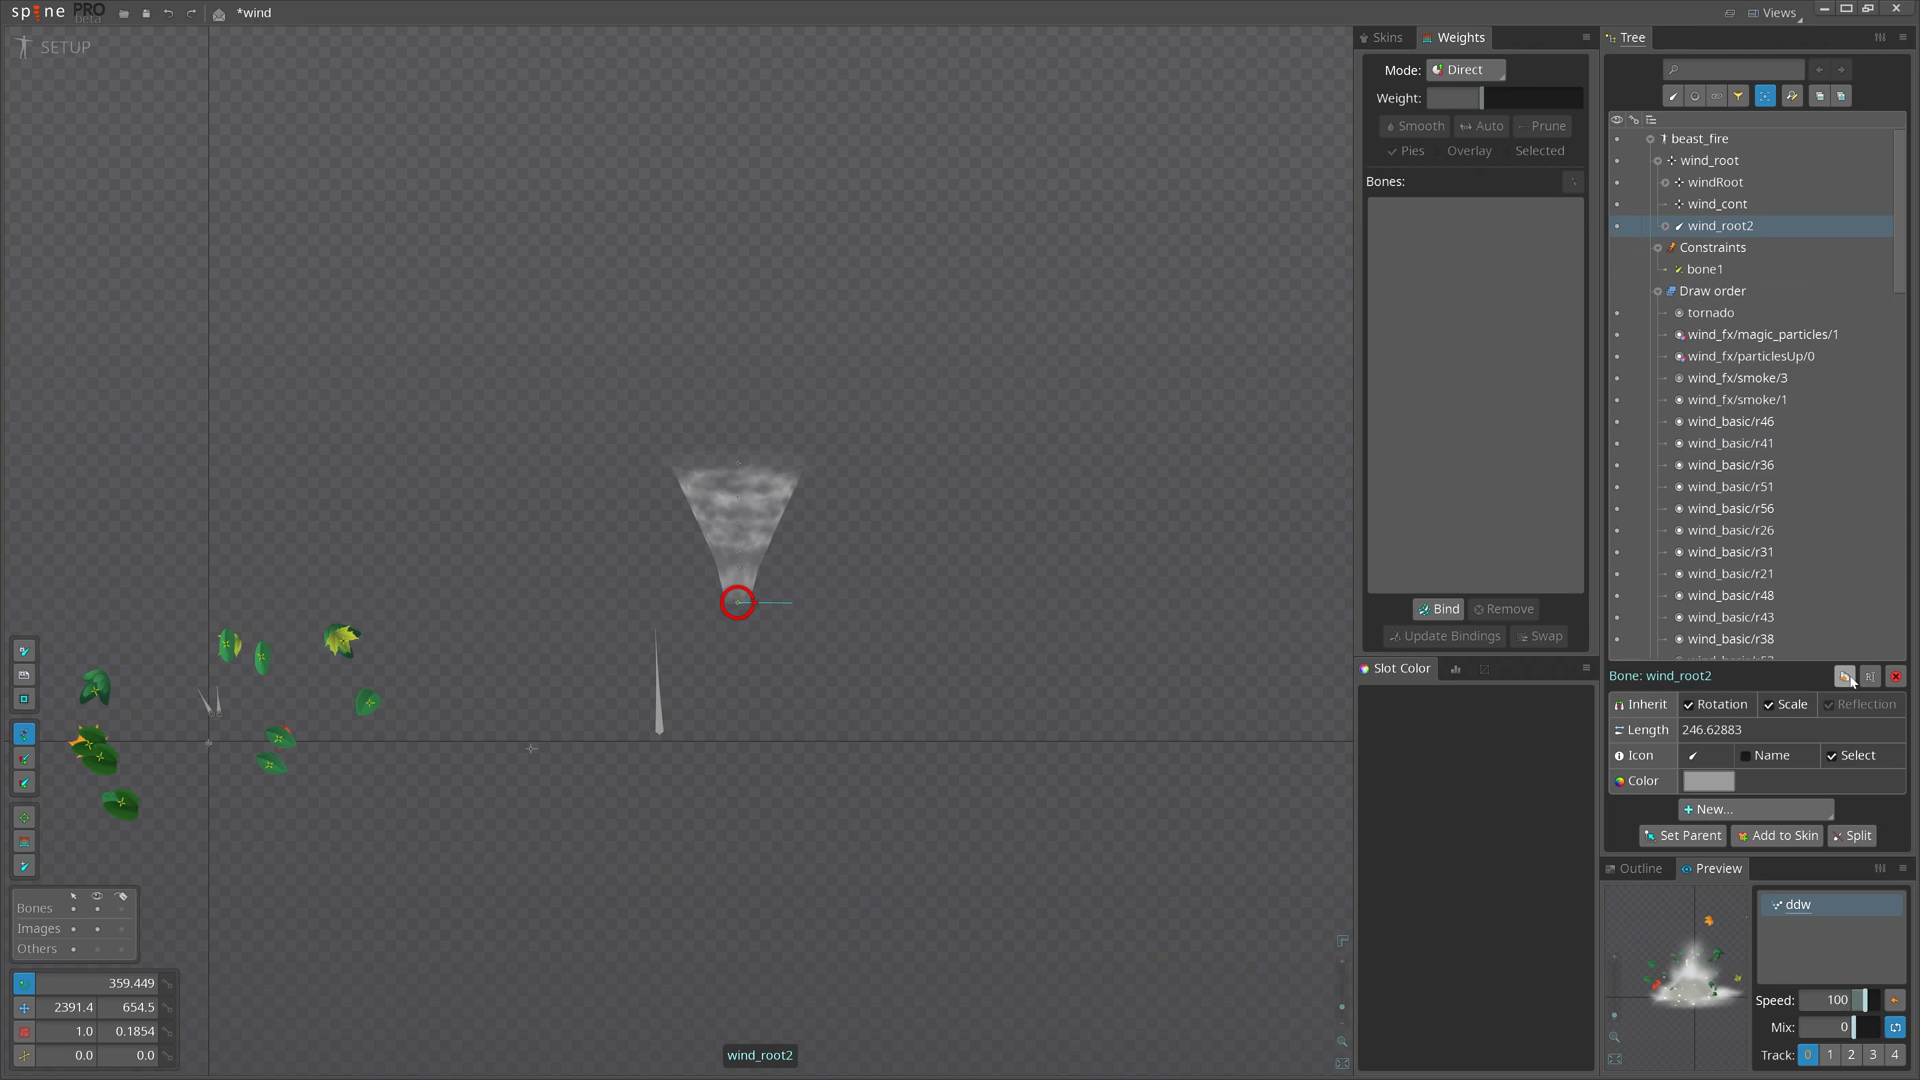 spine PRO beta
*wind
Views
SETUP
Skins
Weights
Mode: Direct
Weight:
Smooth Auto Prune
Pies Overlay Selected
Bones:
Bind Remove
Update Bindings Swap
Slot Color
Tree
beast_fire
wind_root
windRoot
wind_cont
wind_root2
Constraints
bone1
Draw order
tornado
wind_fx/magic_particles/1
wind_fx/particlesUp/0
wind_fx/smoke/3
wind_fx/smoke/1
wind_basic/r46
wind_basic/r41
wind_basic/r36
wind_basic/r51
wind_basic/r56
wind_basic/r26
wind_basic/r31
wind_basic/r21
wind_basic/r48
wind_basic/r43
wind_basic/r38
Bone: wind_root2
Inherit Rotation Scale Reflection
Length 246.62883
Icon Name Select
Color
New...
Set Parent Add to Skin Split
Outline Preview
ddw
Speed: 100
Mix: 0
Track: 0 1 2 3 4
Bones
Images
Others
359.449
2391.4 654.5
1.0 0.1854
0.0 0.0
wind_root2